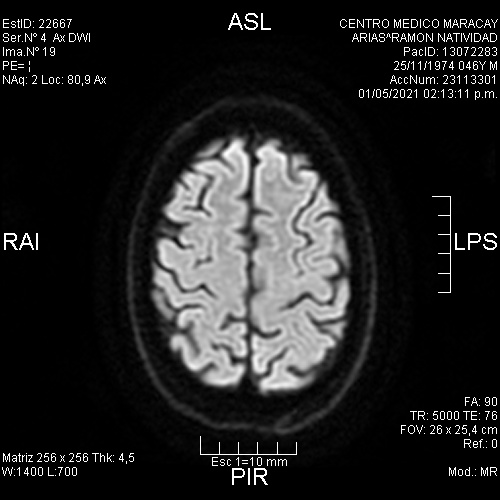 EstID: 22667
Ser.Nº 4 Ax DWI
Ima.Nº 19
PE= ¦
NAq: 2 Loc: 80,9 Ax
ASL
CENTRO MEDICO MARACAY
ARIAS^RAMON NATIVIDAD
PacID: 13072283
25/11/1974 046Y M
AccNum: 23113301
01/05/2021 02:13:11 p.m.
RAI
LPS
FA: 90
TR: 5000 TE: 76
FOV: 26 x 25,4 cm
Ref.: 0
Matriz 256 x 256 Thk: 4,5
W:1400 L:700
Esc 1=10 mm
PIR
Mod.: MR